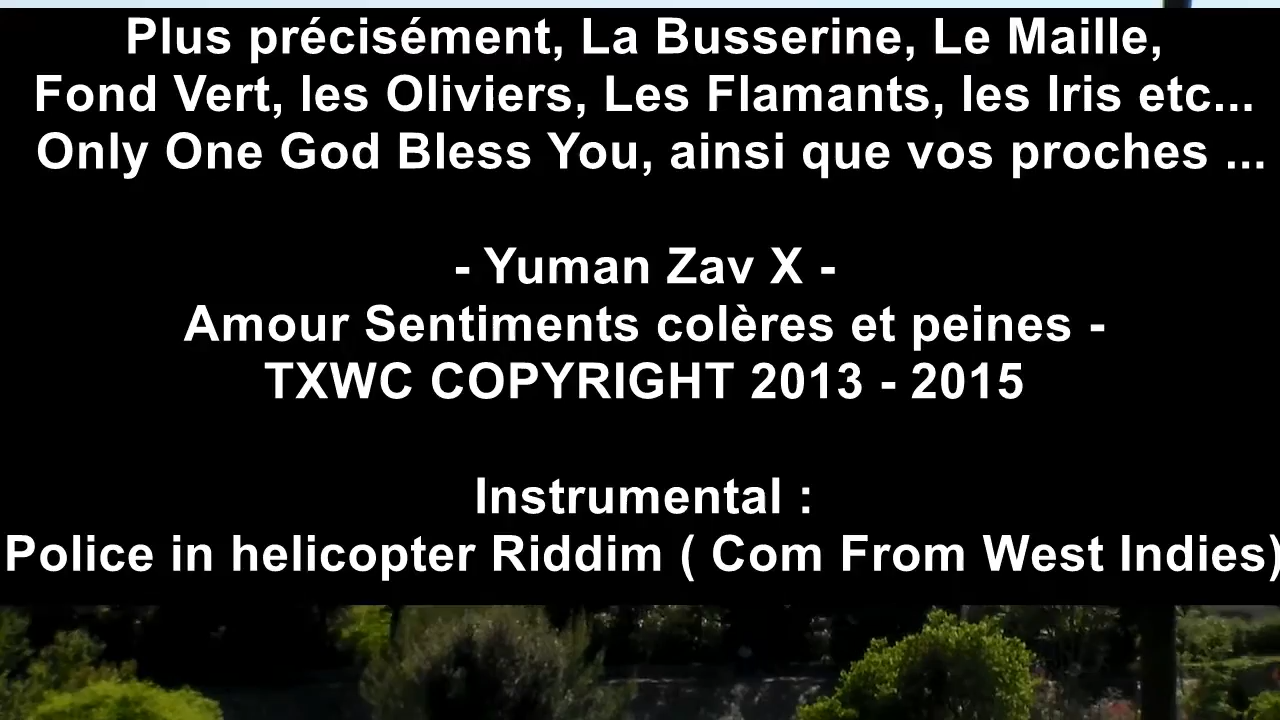 Plus précisément, La Busserine, Le Maille,
Fond Vert, les Oliviers, Les Flamants, les Iris etc...
Only One God Bless You, ainsi que vos proches ...
- Yuman Zav X -
Amour Sentiments colères et peines -
TXWC COPYRIGHT 2013 - 2015
Instrumental :
Police in helicopter Riddim ( Com From West Indies)